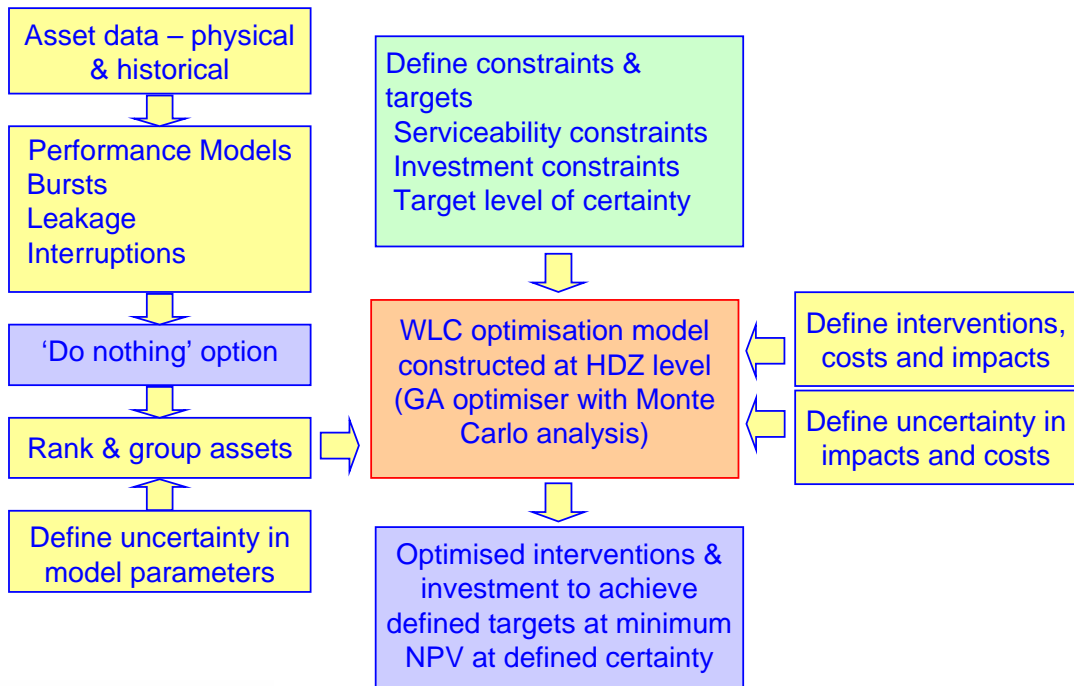 Asset data – physical
& historical
Performance Models
Bursts
Leakage
Interruptions
‘Do nothing’ option
Rank & group assets
Define uncertainty in
model parameters
Define constraints &
targets
Serviceability constraints
Investment constraints
Target level of certainty
WLC optimisation model
constructed at HDZ level
(GA optimiser with Monte
Carlo analysis)
Optimised interventions &
investment to achieve
defined targets at minimum
NPV at defined certainty
Define interventions,
costs and impacts
Define uncertainty in
impacts and costs